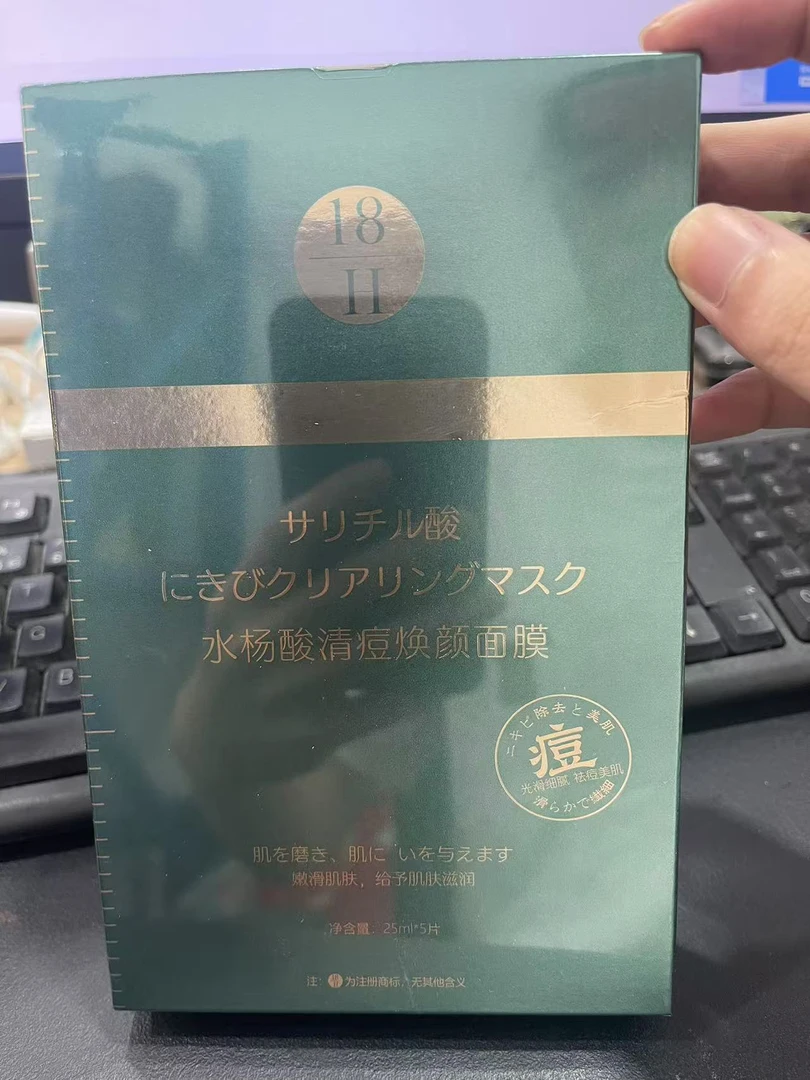 18
II
サリチル酸
にきびクリアリングマスク
水杨酸清痘焕颜面膜
ニキビ除去と美肌
痘
光滑细腻 祛痘美肌
滑らかで繊細
肌を磨き、肌に いを与えます
嫩滑肌肤，给予肌肤滋润
净含量：25ml*5片
注： 为注册商标，无其他含义